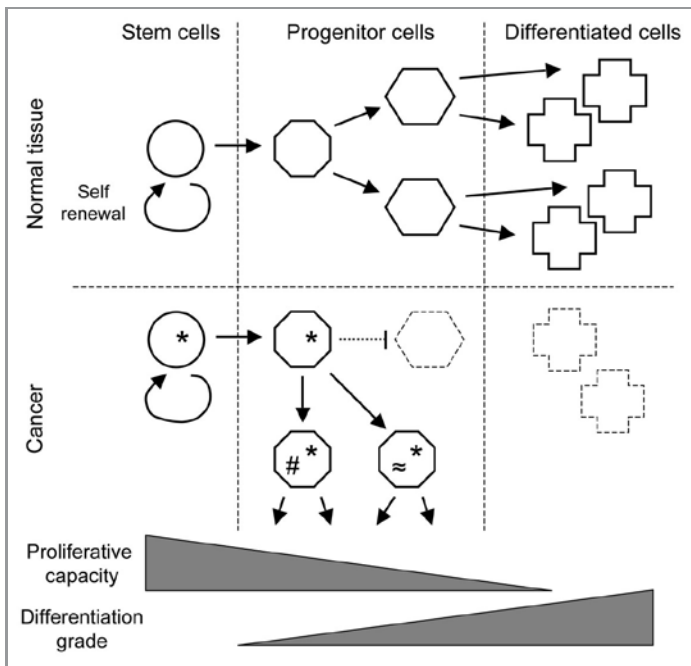 Stem cells
Progenitor cells
Differentiated cells
Normal tissue
Self
renewal
Cancer
*
*
# *
≈ *
Proliferative
capacity
Differentiation
grade